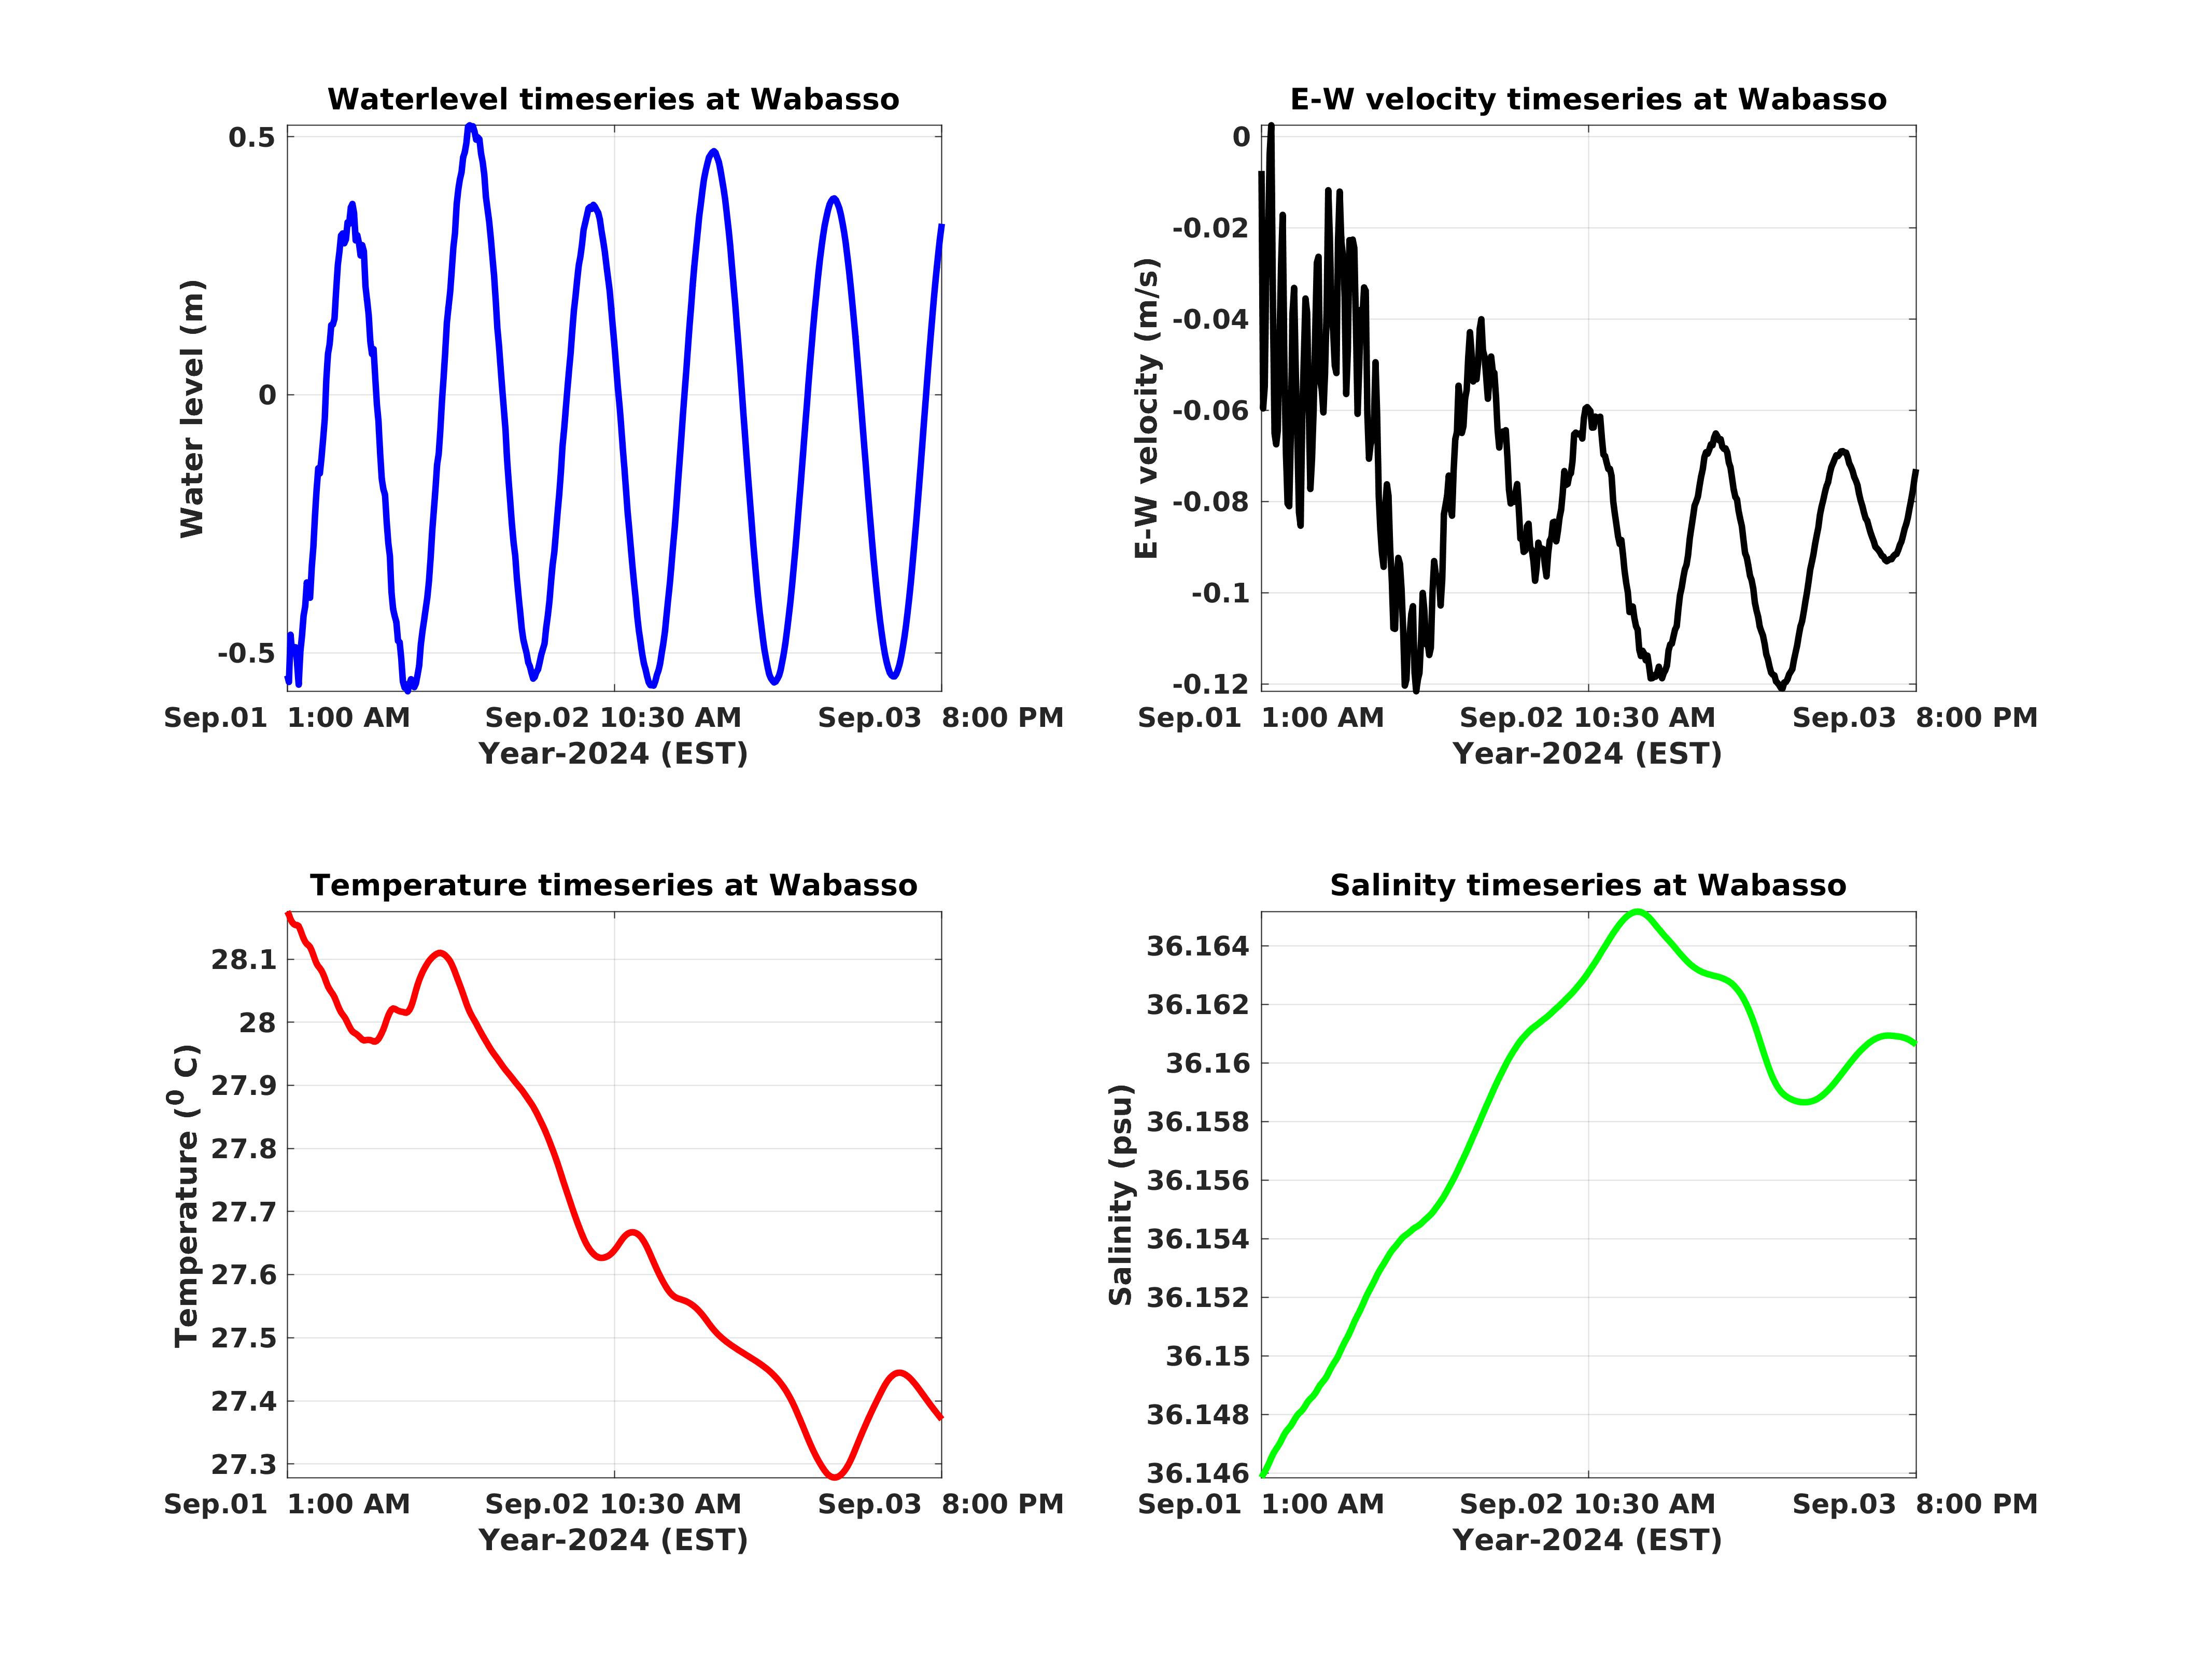 Waterlevel timeseries at Wabasso
Water level (m)
0.5
0
-0.5
Sep.01 1:00 AM
Sep.02 10:30 AM
Sep.03 8:00 PM
Year-2024 (EST)
E-W velocity timeseries at Wabasso
E-W velocity (m/s)
0
-0.02
-0.04
-0.06
-0.08
-0.1
-0.12
Sep.01 1:00 AM
Sep.02 10:30 AM
Sep.03 8:00 PM
Year-2024 (EST)
Temperature timeseries at Wabasso
Temperature (⁰ C)
28.1
28
27.9
27.8
27.7
27.6
27.5
27.4
27.3
Sep.01 1:00 AM
Sep.02 10:30 AM
Sep.03 8:00 PM
Year-2024 (EST)
Salinity timeseries at Wabasso
Salinity (psu)
36.164
36.162
36.16
36.158
36.156
36.154
36.152
36.15
36.148
36.146
Sep.01 1:00 AM
Sep.02 10:30 AM
Sep.03 8:00 PM
Year-2024 (EST)